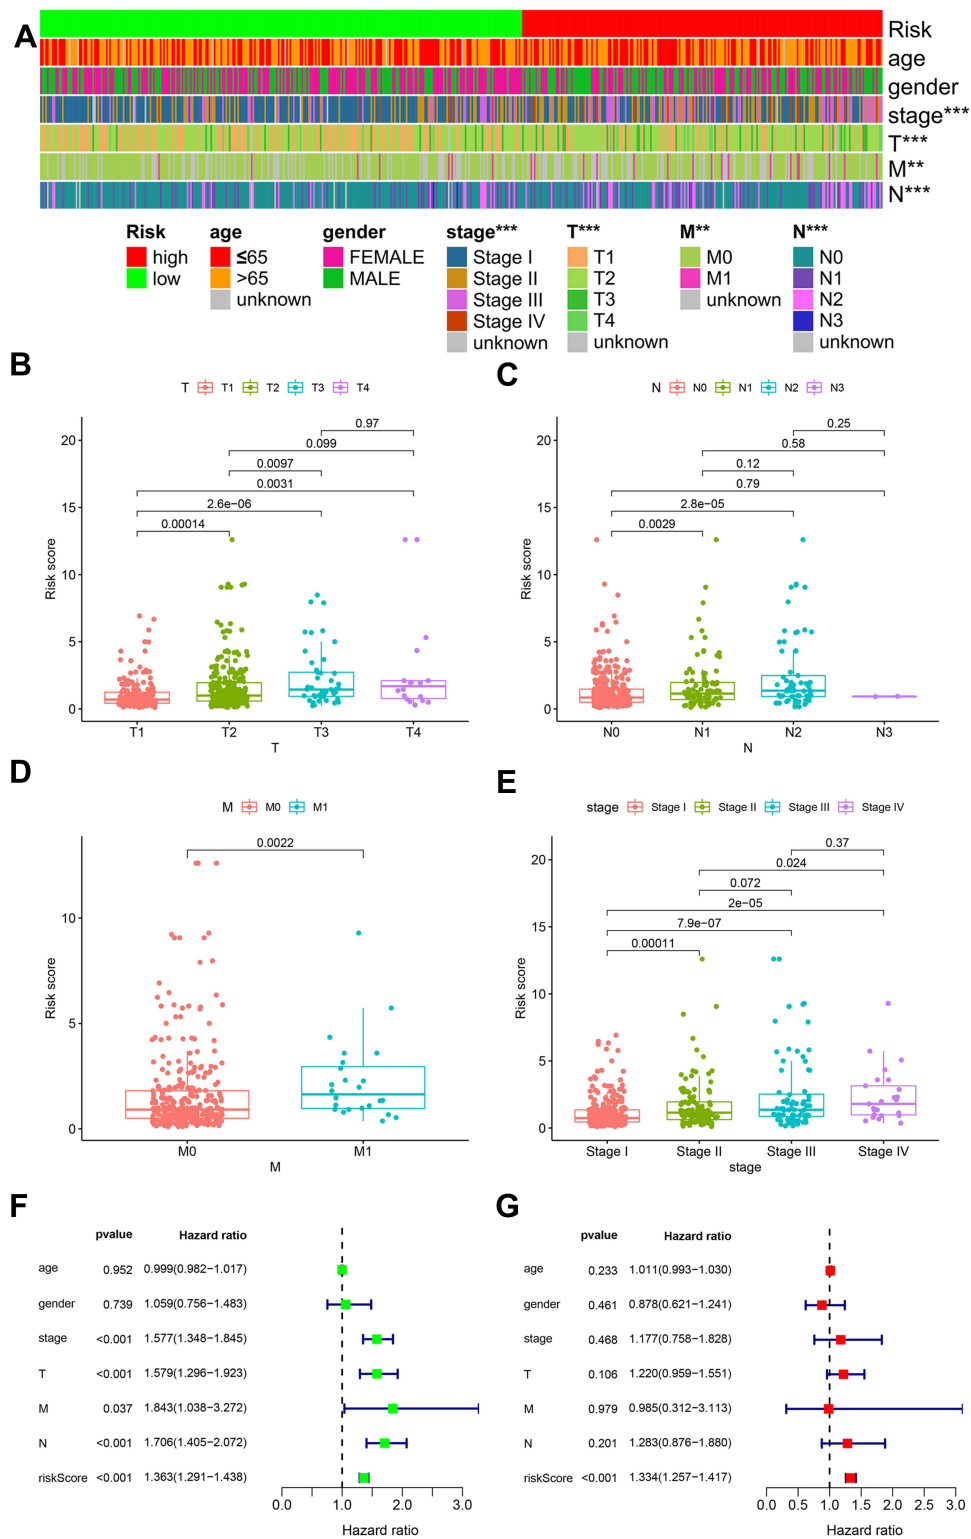 A
Risk
age
gender
stage***
T***
M**
N***
Risk
high
low
age
≤65
>65
unknown
gender
FEMALE
MALE
stage***
Stage I
Stage II
Stage III
Stage IV
unknown
T***
T1
T2
T3
T4
unknown
M**
M0
M1
unknown
N***
N0
N1
N2
N3
unknown
B
T T1 T2 T3 T4
0.97
0.099
0.0097
0.0031
2.6e−06
0.00014
20
15
10
5
0
Risk score
T1 T2 T3 T4
T
C
N N0 N1 N2 N3
0.25
0.58
0.12
0.79
2.8e−05
0.0029
20
15
10
5
0
Risk score
N0 N1 N2 N3
N
D
M M0 M1
0.0022
10
5
0
Risk score
M0 M1
M
E
stage Stage I Stage II Stage III Stage IV
0.37
0.024
0.072
2e−05
7.9e−07
0.00011
20
15
10
5
0
Risk score
Stage I Stage II Stage III Stage IV
stage
F
pvalue Hazard ratio
age 0.952 0.999(0.982−1.017)
gender 0.739 1.059(0.756−1.483)
stage <0.001 1.577(1.348−1.845)
T <0.001 1.579(1.296−1.923)
M 0.037 1.843(1.038−3.272)
N <0.001 1.706(1.405−2.072)
riskScore <0.001 1.363(1.291−1.438)
0.0 1.0 2.0 3.0
Hazard ratio
G
pvalue Hazard ratio
age 0.233 1.011(0.993−1.030)
gender 0.461 0.878(0.621−1.241)
stage 0.468 1.177(0.758−1.828)
T 0.106 1.220(0.959−1.551)
M 0.979 0.985(0.312−3.113)
N 0.201 1.283(0.876−1.880)
riskScore <0.001 1.334(1.257−1.417)
0.0 0.5 1.0 1.5 2.0 2.5 3.0
Hazard ratio